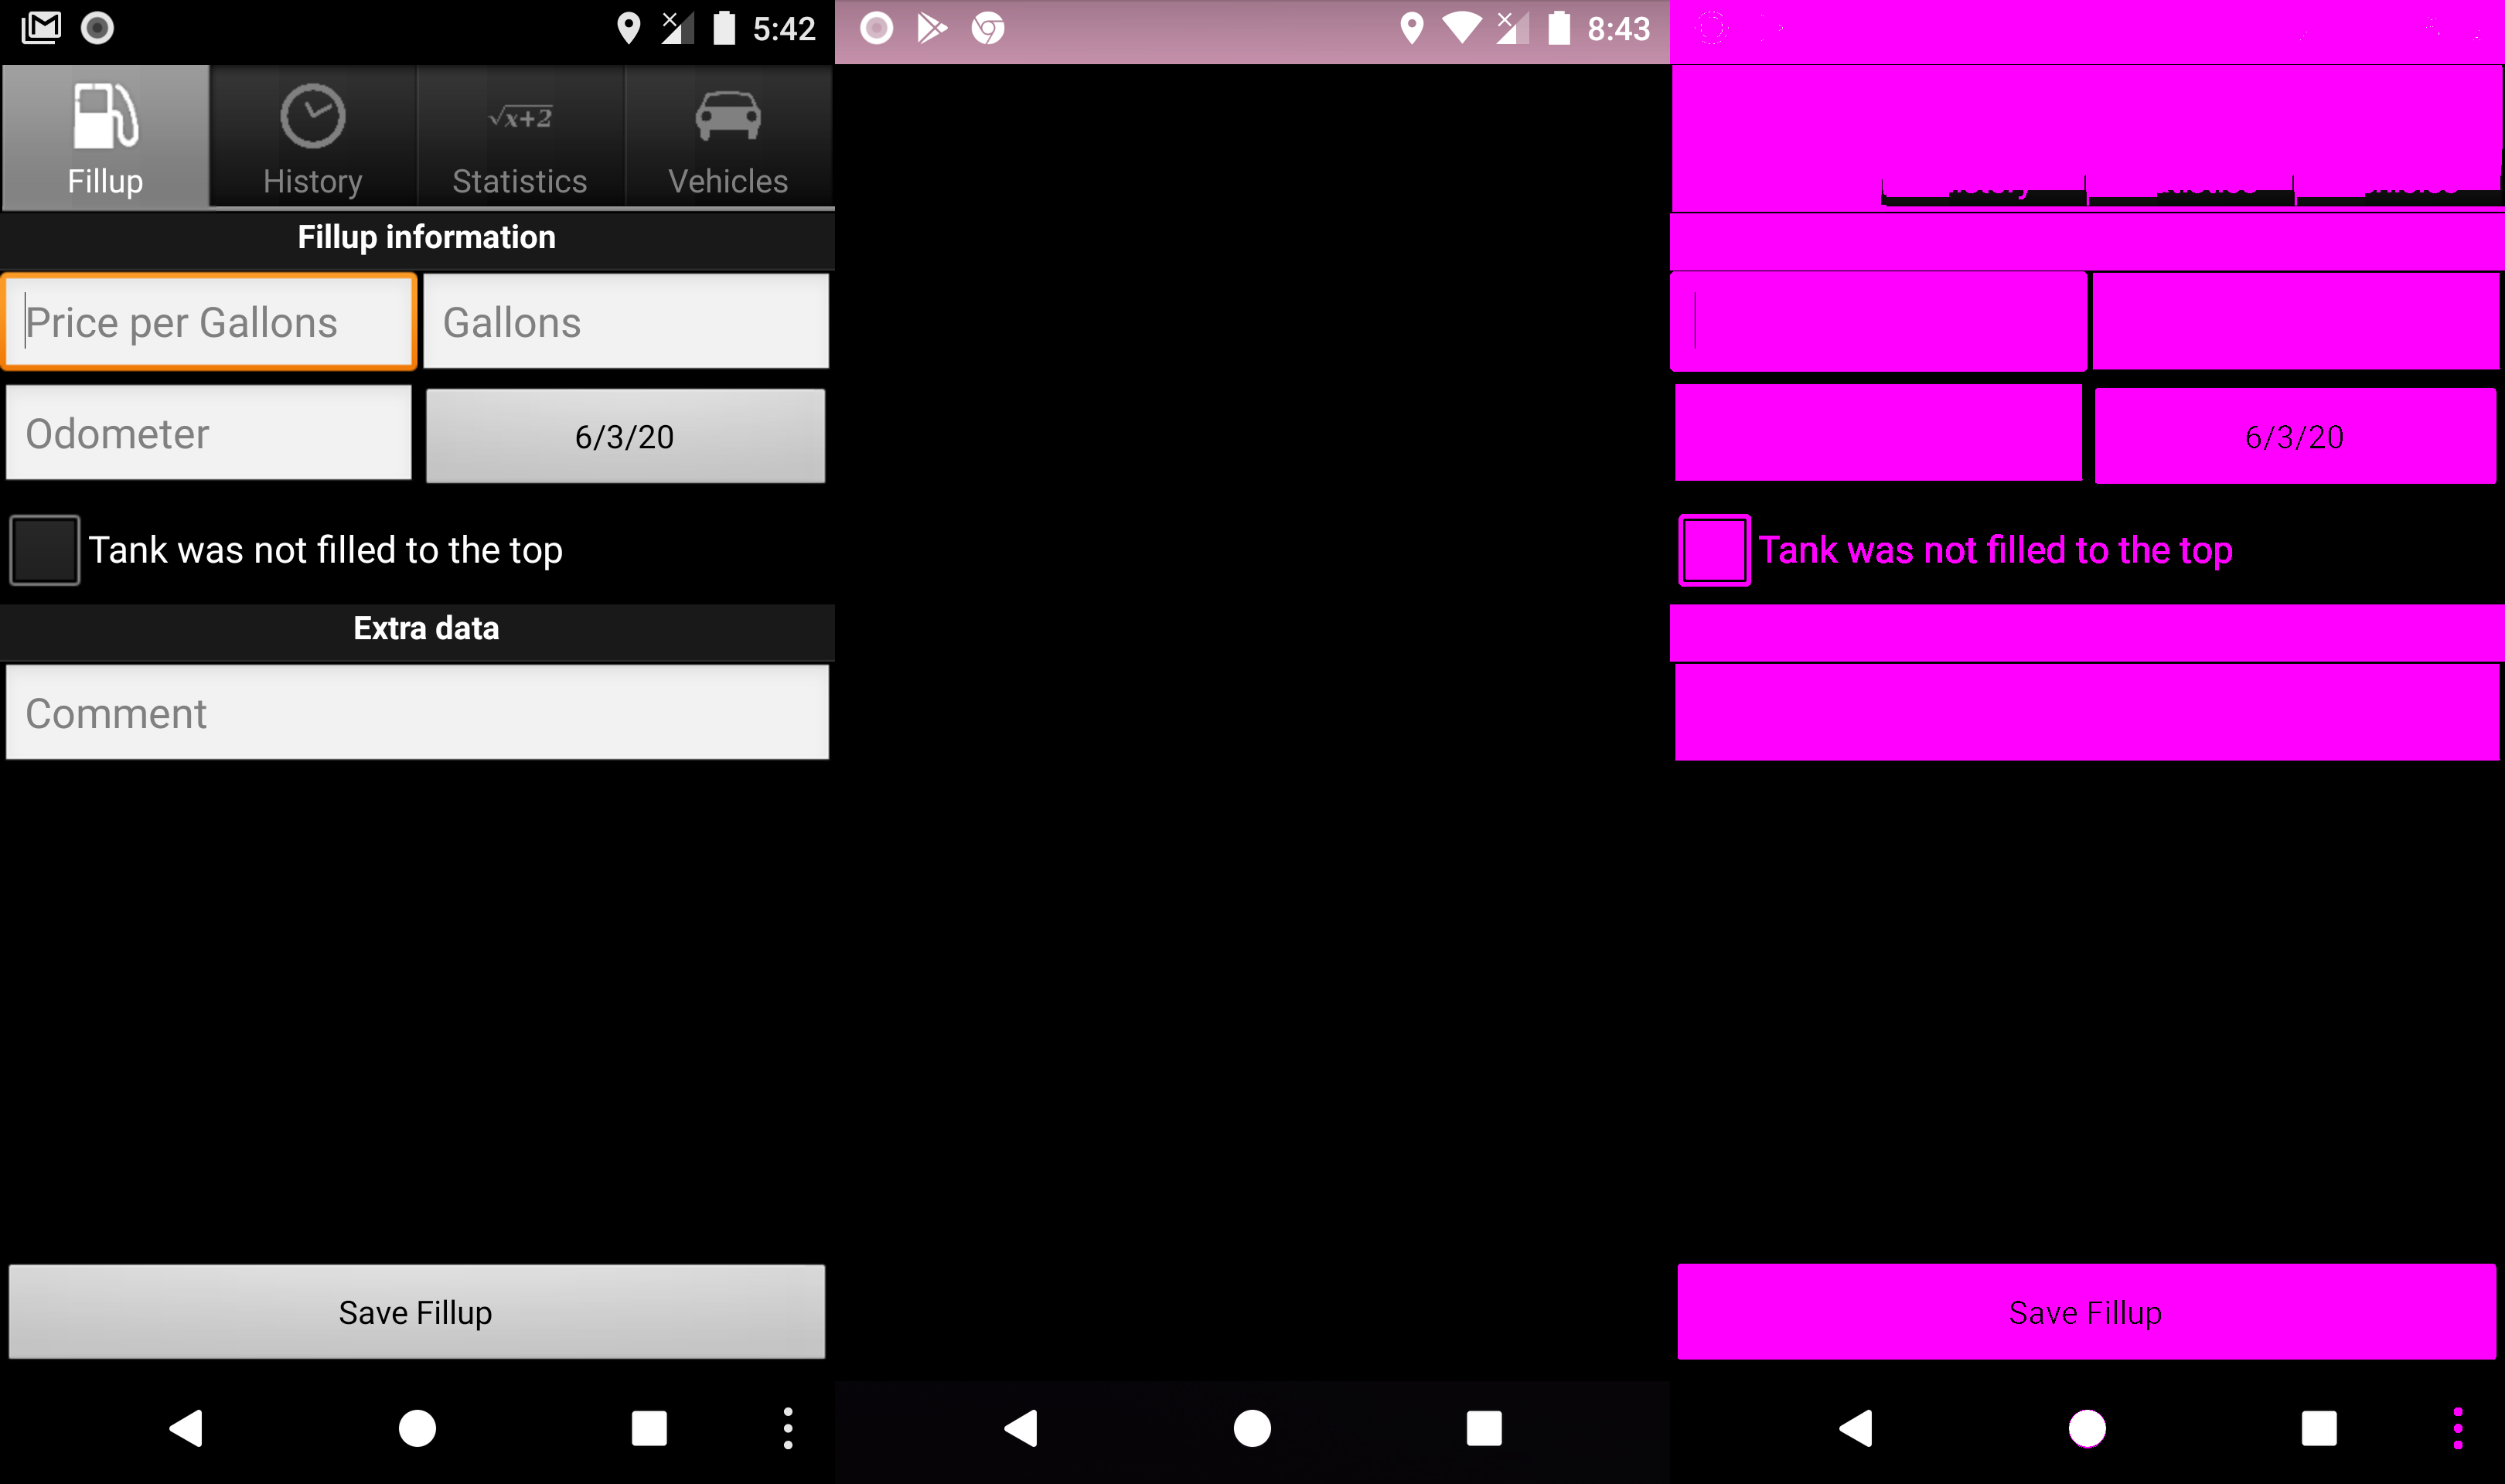 5:42
Fillup History Statistics Vehicles
√x+2
Fillup information
Price per Gallons Gallons
Odometer 6/3/20
Tank was not filled to the top
Extra data
Comment
Save Fillup
8:43
6/3/20
Tank was not filled to the top
Save Fillup